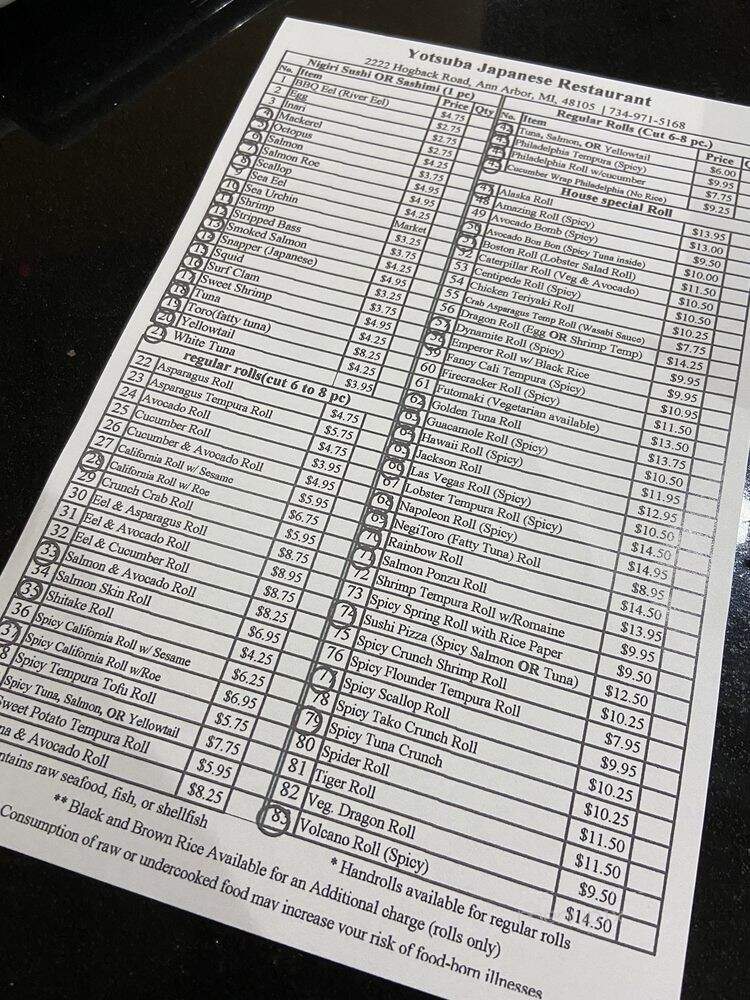 Yotsuba Japanese Restaurant
2222 Hogback Road, Ann Arbor, MI, 48105 | 734-971-5168
Nigiri Sushi OR Sashimi (1 pc)
No. Item Price Qty
1 BBQ Eel (River Eel) $4.75
2 Egg $2.75
3 Inari $2.75
4 Mackerel $2.75
5 Octopus $4.25
6 Salmon $3.75
7 Salmon Roe $4.95
8 Scallop $4.95
9 Sea Eel $4.25
10 Sea Urchin Market
11 Shrimp $3.25
12 Stripped Bass $3.75
13 Smoked Salmon $4.25
14 Snapper (Japanese) $4.95
15 Squid $3.25
16 Surf Clam $3.75
17 Sweet Shrimp $4.95
18 Tuna $4.25
19 Toro(fatty tuna) $8.25
20 Yellowtail $4.25
21 White Tuna $3.95
regular rolls(cut 6 to 8 pc)
22 Asparagus Roll $4.75
23 Asparagus Tempura Roll $5.75
24 Avocado Roll $4.75
25 Cucumber Roll $3.95
26 Cucumber & Avocado Roll $4.95
27 California Roll w/ Sesame $5.95
28 California Roll w/ Roe $6.75
29 Crunch Crab Roll $5.95
30 Eel & Asparagus Roll $8.75
31 Eel & Avocado Roll $8.95
32 Eel & Cucumber Roll $8.75
33 Salmon & Avocado Roll $8.25
34 Salmon Skin Roll $6.95
35 Shitake Roll $4.25
36 Spicy California Roll w/ Sesame $6.25
37 Spicy California Roll w/Roe $6.95
8 Spicy Tempura Tofu Roll $5.75
Spicy Tuna, Salmon, OR Yellowtail $7.75
weet Potato Tempura Roll $5.95
na & Avocado Roll $8.25
Regular Rolls (Cut 6-8 pc.)
No. Item Price Q
42 Tuna, Salmon, OR Yellowtail $6.00
43 Philadelphia Tempura (Spicy) $9.95
44 Philadelphia Roll w/cucumber $7.75
45 Cucumber Wrap Philadelphia (No Rice) $9.25
House special Roll
47 Alaska Roll $13.95
48 Amazing Roll (Spicy) $13.00
49 Avocado Bomb (Spicy) $9.50
50 Avocado Bon Bon (Spicy Tuna inside) $10.00
51 Boston Roll (Lobster Salad Roll) $11.50
52 Caterpillar Roll (Veg & Avocado) $10.50
53 Centipede Roll (Spicy) $10.50
54 Chicken Teriyaki Roll $10.25
55 Crab Asparagus Temp Roll (Wasabi Sauce) $7.75
56 Dragon Roll (Egg OR Shrimp Temp) $14.25
57 Dynamite Roll (Spicy) $9.95
58 Emperor Roll w/ Black Rice $9.95
59 Fancy Cali Tempura (Spicy) $10.95
60 Firecracker Roll (Spicy) $11.50
61 Futomaki (Vegetarian available) $13.50
62 Golden Tuna Roll $13.75
63 Guacamole Roll (Spicy) $10.50
64 Hawaii Roll (Spicy) $11.95
65 Jackson Roll $12.95
66 Las Vegas Roll (Spicy) $10.50
67 Lobster Tempura Roll (Spicy) $14.50
68 Napoleon Roll (Spicy) $14.95
69 NegiToro (Fatty Tuna) Roll $8.95
70 Rainbow Roll $14.50
71 Salmon Ponzu Roll $13.95
72 Shrimp Tempura Roll w/Romaine $9.95
73 Spicy Spring Roll with Rice Paper $9.50
74 Sushi Pizza (Spicy Salmon OR Tuna) $12.50
75 Spicy Crunch Shrimp Roll $10.25
76 Spicy Flounder Tempura Roll $7.95
77 Spicy Scallop Roll $9.95
78 Spicy Tako Crunch Roll $10.25
79 Spicy Tuna Crunch $10.25
80 Spider Roll $11.50
81 Tiger Roll $11.50
82 Veg. Dragon Roll $9.50
83 Volcano Roll (Spicy) $14.50
ntains raw seafood, fish, or shellfish
* Handrolls available for regular rolls
** Black and Brown Rice Available for an Additional charge (rolls only)
Consumption of raw or undercooked food may increase your risk of food-born illnesses